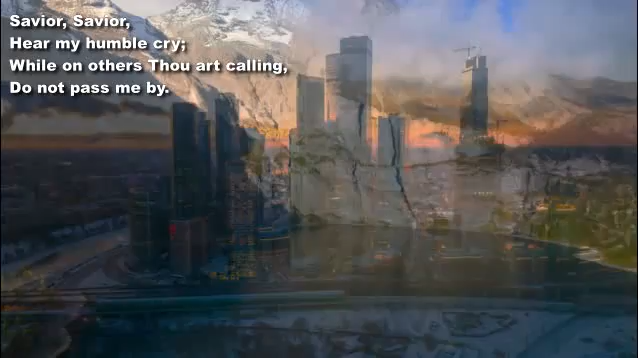 Savior, Savior,
Hear my humble cry;
While on others Thou art calling,
Do not pass me by.